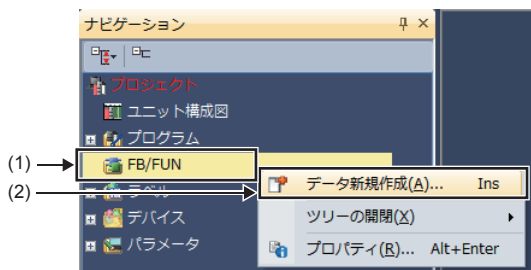 ナビゲーション
プロジェクト
ユニット構成図
プログラム
(1) FB/FUN
(2) ラベル データ新規作成(A)... Ins
デバイス ツリーの開閉(X)
パラメータ プロパティ(R)... Alt+Enter